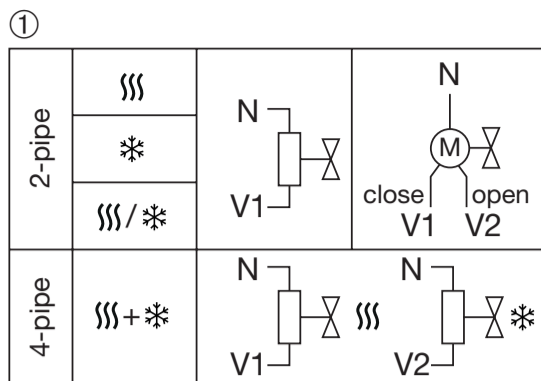 ①
2-pipe
/
N
V1
N
M
close open
V1 V2
4-pipe
+
N
V1
N
V2